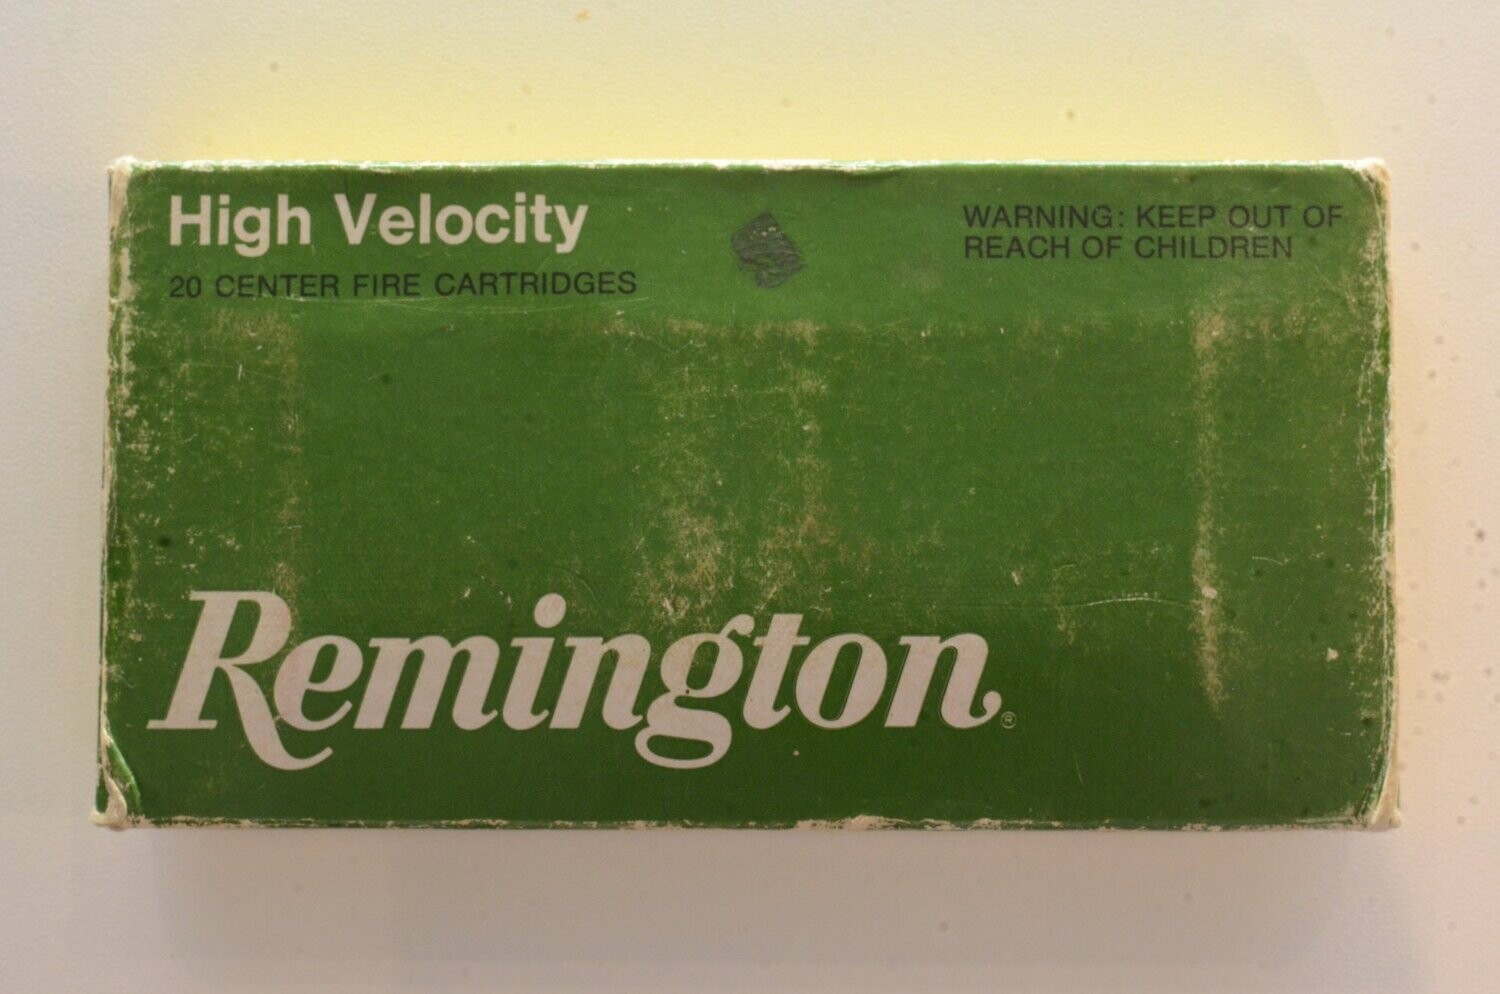 High Velocity
20 CENTER FIRE CARTRIDGES
WARNING: KEEP OUT OF
REACH OF CHILDREN
Remington®